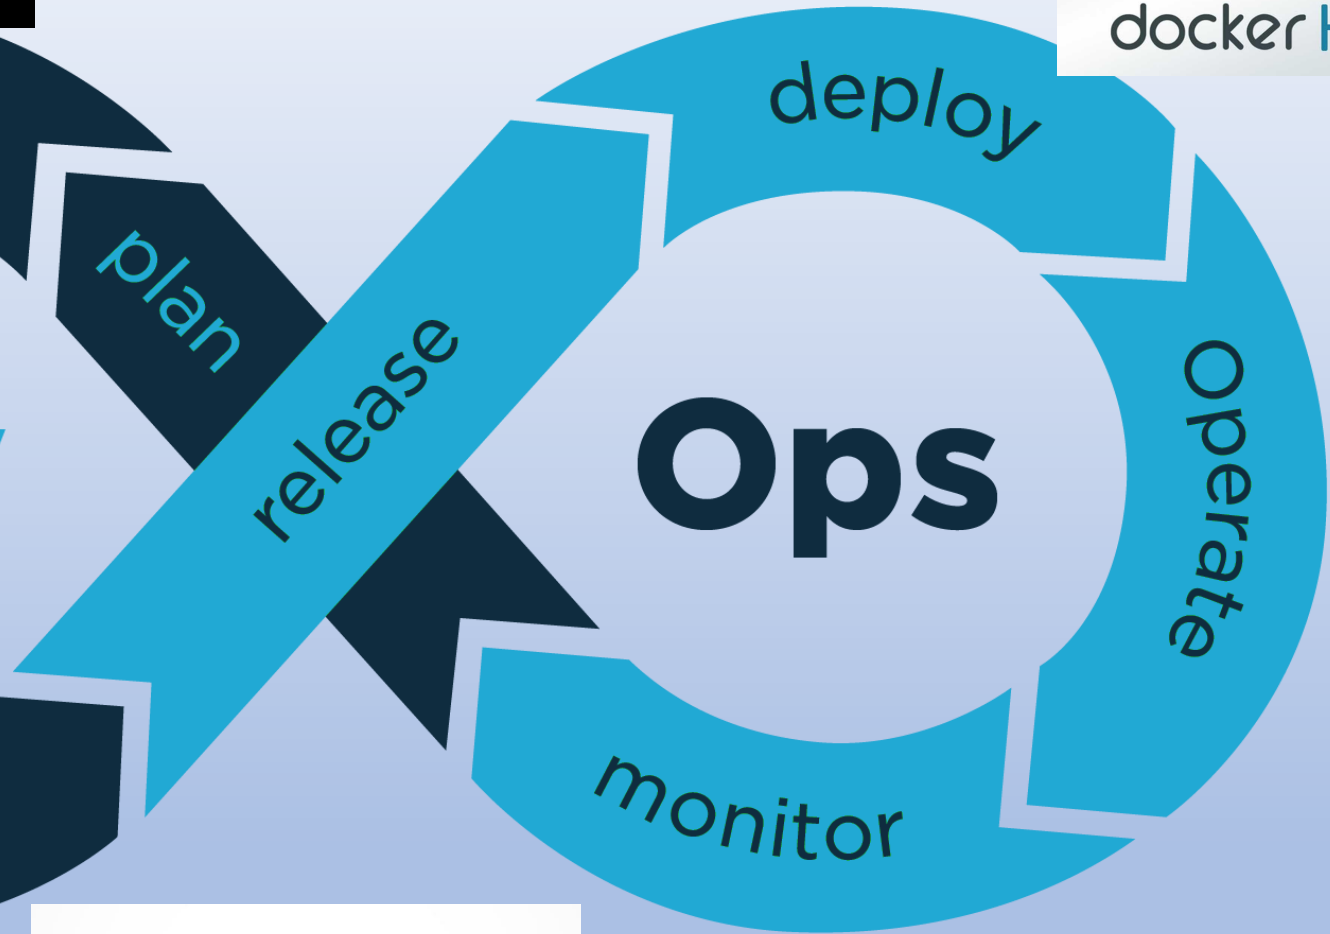 docker
deploy
plan
release
Ops
Operate
monitor